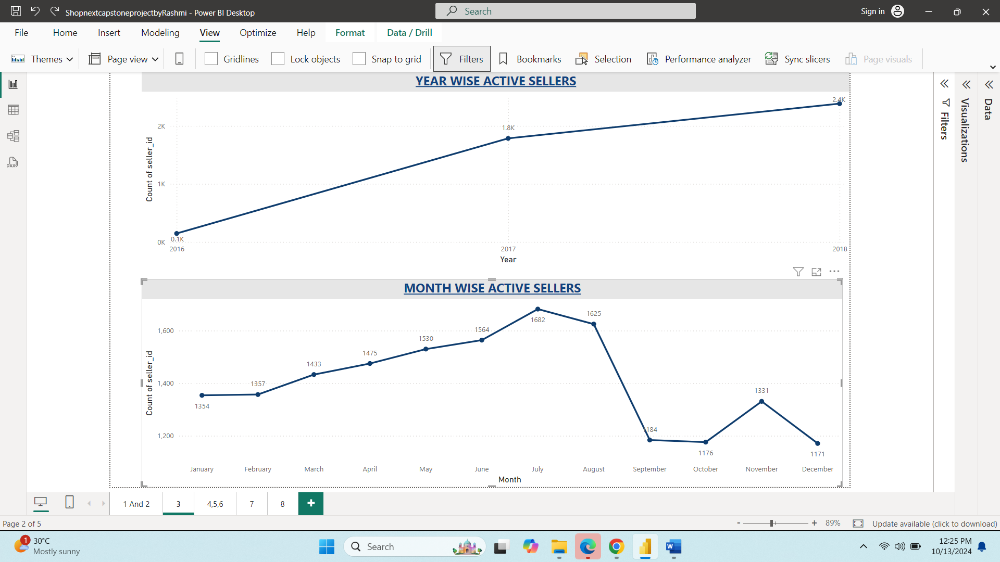 ShopnextcapstoneprojectbyRashmi - Power BI Desktop
Search
Sign in
File Home Insert Modeling View Optimize Help Format Data / Drill
Themes Page view Gridlines Lock objects Snap to grid Filters Bookmarks Selection Performance analyzer Sync slicers Page visuals
YEAR WISE ACTIVE SELLERS
2.4K
2K
1.8K
Count of seller_id
1K
0K 0.1K
2016 2017 2018
Year
MONTH WISE ACTIVE SELLERS
1682
1625
1,600
1564
1530
1475
1433
Count of seller_id
1,400
1357
1354
1331
1,200
184
1176
1171
January February March April May June July August September October November December
Month
Filters
Visualizations
Data
DAX
1 And 2 3 4,5,6 7 8 +
Page 2 of 5
- + 89% Update available (click to download)
1
30°C
Mostly sunny
Search
12:25 PM
10/13/2024